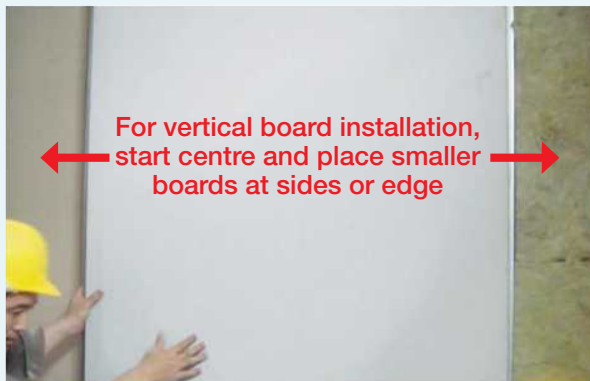 For vertical board installation,
start centre and place smaller
boards at sides or edge